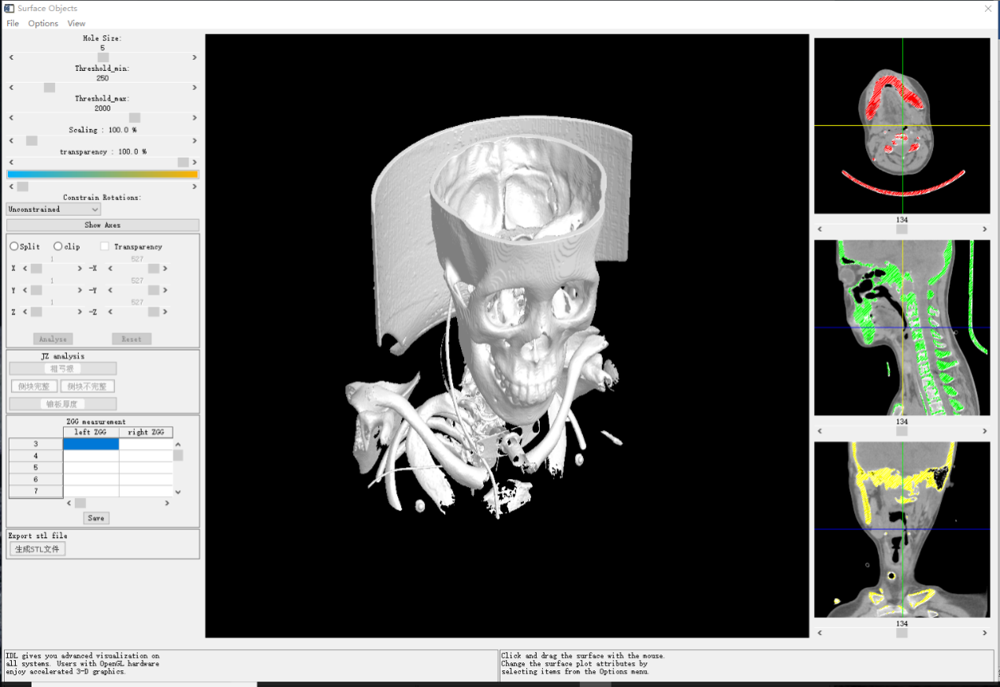 Surface Objects
File Options View
Hole Size:
5
Threshold_min:
250
Threshold_max:
2000
Scaling : 100.0 %
transparency : 100.0 %
Constrain Rotations:
Unconstrained
Show Axes
Split clip Transparency
1 527
X -X
1 527
Y -Y
1 527
Z -Z
Analyze Reset
JZ analysis
椎弓根
侧块完整 侧块不完整
椎板厚度
ZGG measurement
left ZGG right ZGG
3
4
5
6
7
Save
Export stl file
生成STL文件
134
134
134
IDL gives you advanced visualization on
all systems. Users with OpenGL hardware
enjoy accelerated 3-D graphics.
Click and drag the surface with the mouse.
Change the surface plot attributes by
selecting items from the Options menu.